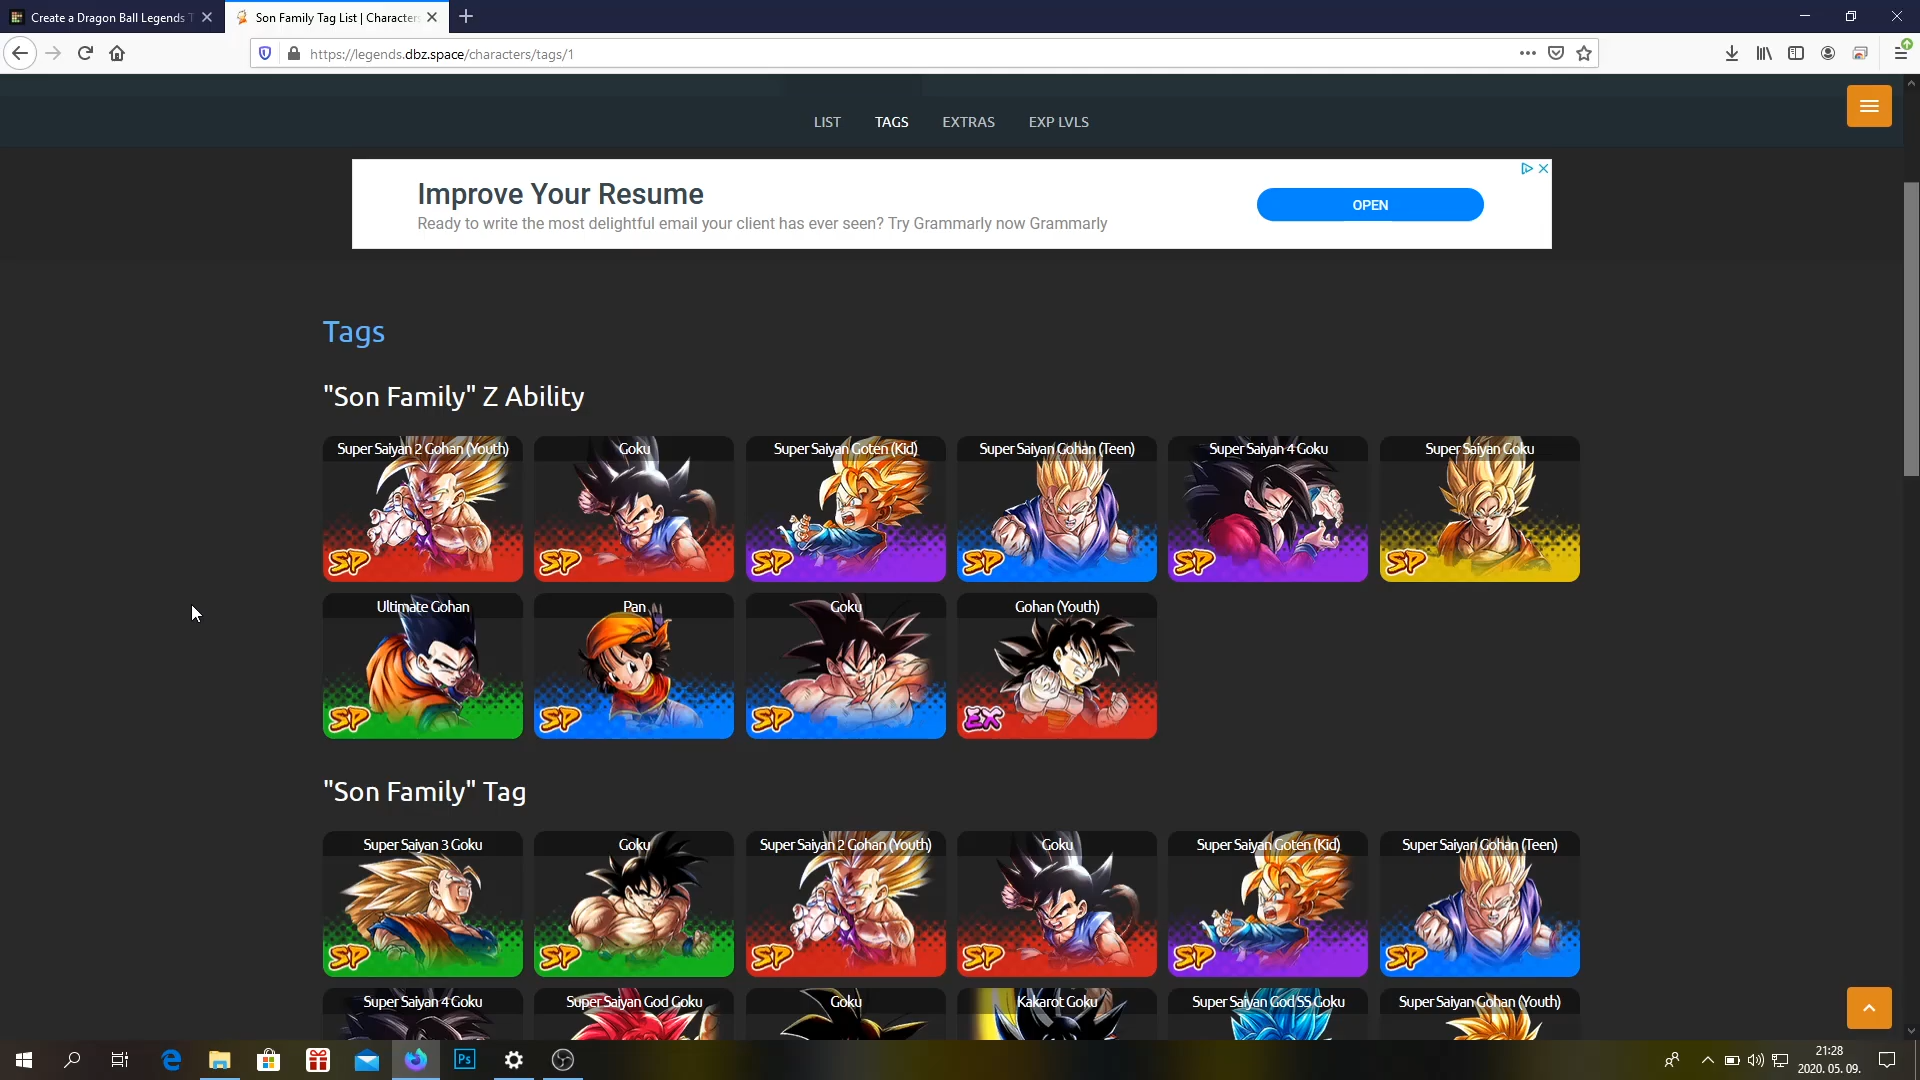 Create a Dragon Ball Legends T
Son Family Tag List | Characters
https://legends.dbz.space/characters/tags/1
LIST TAGS EXTRAS EXP LVLS
Improve Your Resume
Ready to write the most delightful email your client has ever seen? Try Grammarly now Grammarly
OPEN
Tags
"Son Family" Z Ability
Super Saiyan 2 Gohan (Youth) Goku Super Saiyan Goten (Kid) Super Saiyan Gohan (Teen) Super Saiyan 4 Goku Super Saiyan Goku
SP SP SP SP SP SP
Ultimate Gohan Pan Goku Gohan (Youth)
SP SP SP EX
"Son Family" Tag
Super Saiyan 3 Goku Goku Super Saiyan 2 Gohan (Youth) Goku Super Saiyan Goten (Kid) Super Saiyan Gohan (Teen)
SP SP SP SP SP SP
Super Saiyan 4 Goku Super Saiyan God Goku Goku Kakarot Goku Super Saiyan God SS Goku Super Saiyan Gohan (Youth)
Ps
21:28
2020. 05. 09.